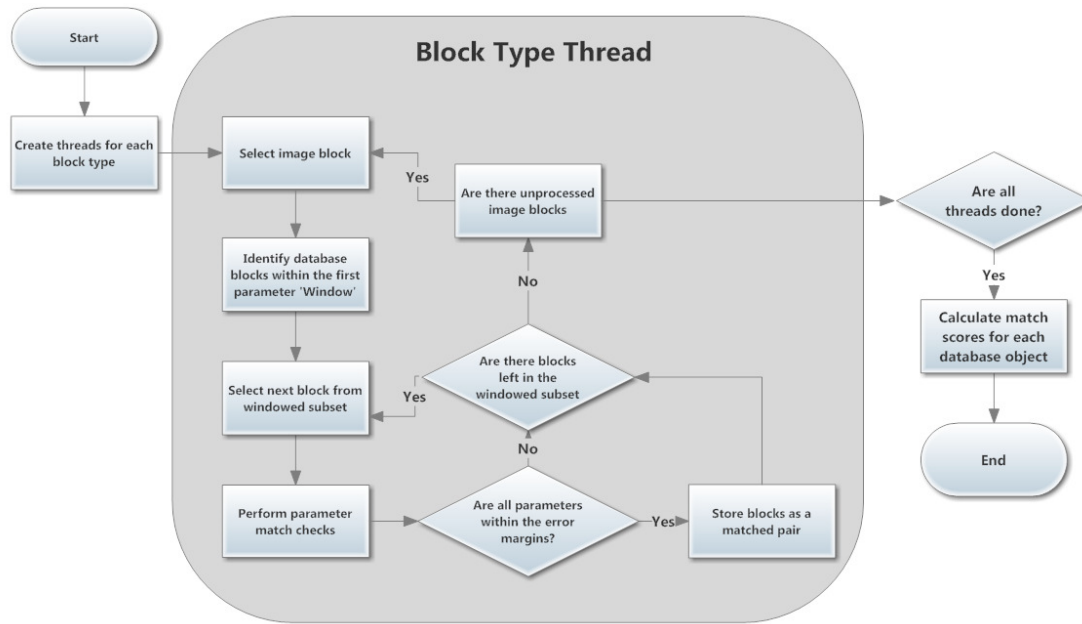 Block Type Thread
Start
Create threads for each
block type
Select image block
Yes
Are there unprocessed
image blocks
Are all
threads done?
Identify database
blocks within the first
parameter 'Window'
No
Yes
Calculate match
scores for each
database object
Select next block from
windowed subset
Yes
Are there blocks
left in the
windowed subset
No
End
Perform parameter
match checks
Are all parameters
within the error
margins?
Yes
Store blocks as a
matched pair